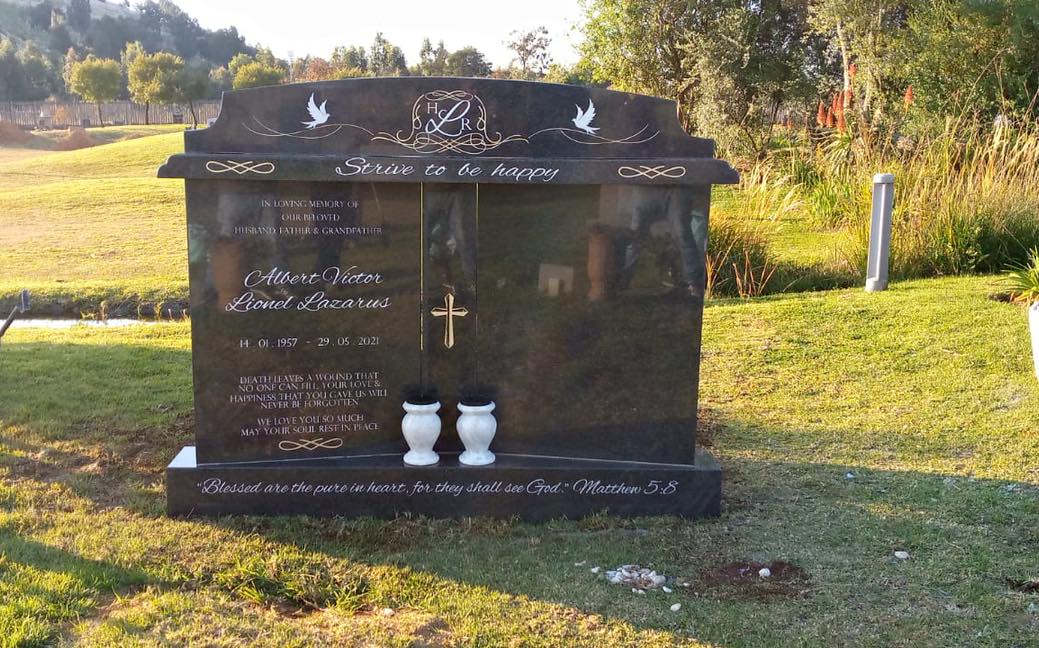 H L R
Strive to be happy
IN LOVING MEMORY OF
OUR BELOVED
HUSBAND, FATHER & GRANDFATHER
Albert Victor
Lionel Lazarus
14 . 01 . 1957 - 29 . 05 . 2021
DEATH LEAVES A WOUND THAT
NO ONE CAN FILL, YOUR LOVE &
HAPPINESS THAT YOU GAVE US WILL
NEVER BE FORGOTTEN
WE LOVE YOU SO MUCH
MAY YOUR SOUL REST IN PEACE
"Blessed are the pure in heart, for they shall see God." Matthew 5:8